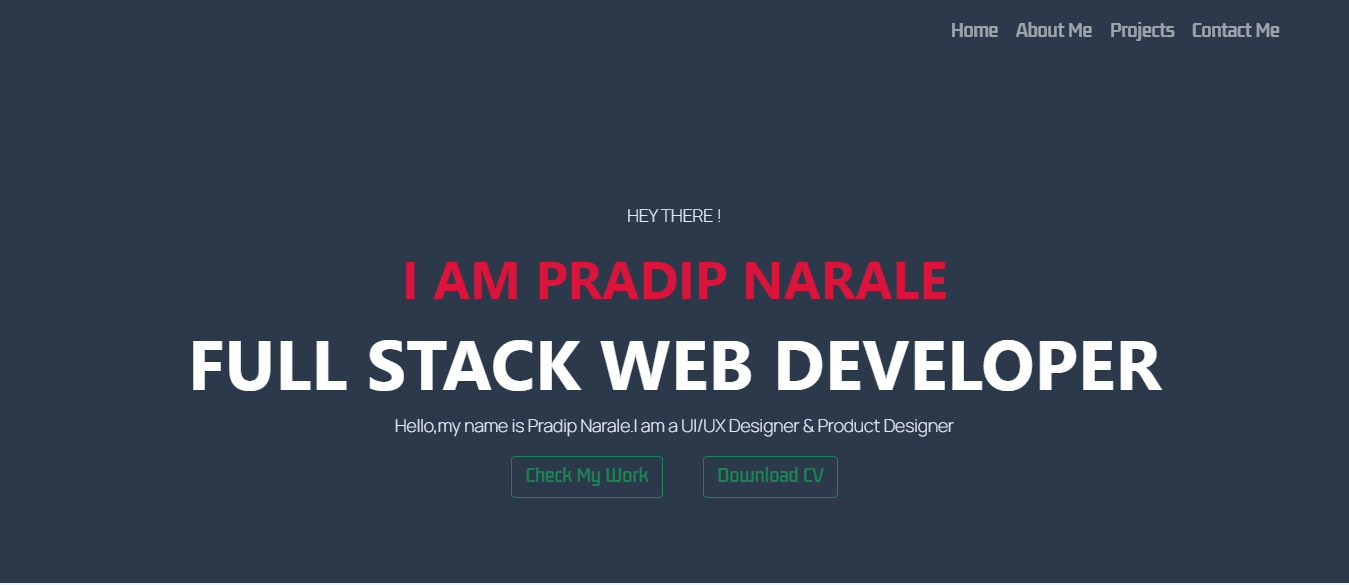 Home About Me Projects Contact Me
HEY THERE !
I AM PRADIP NARALE
FULL STACK WEB DEVELOPER
Hello,my name is Pradip Narale.I am a UI/UX Designer & Product Designer
Check My Work Download CV